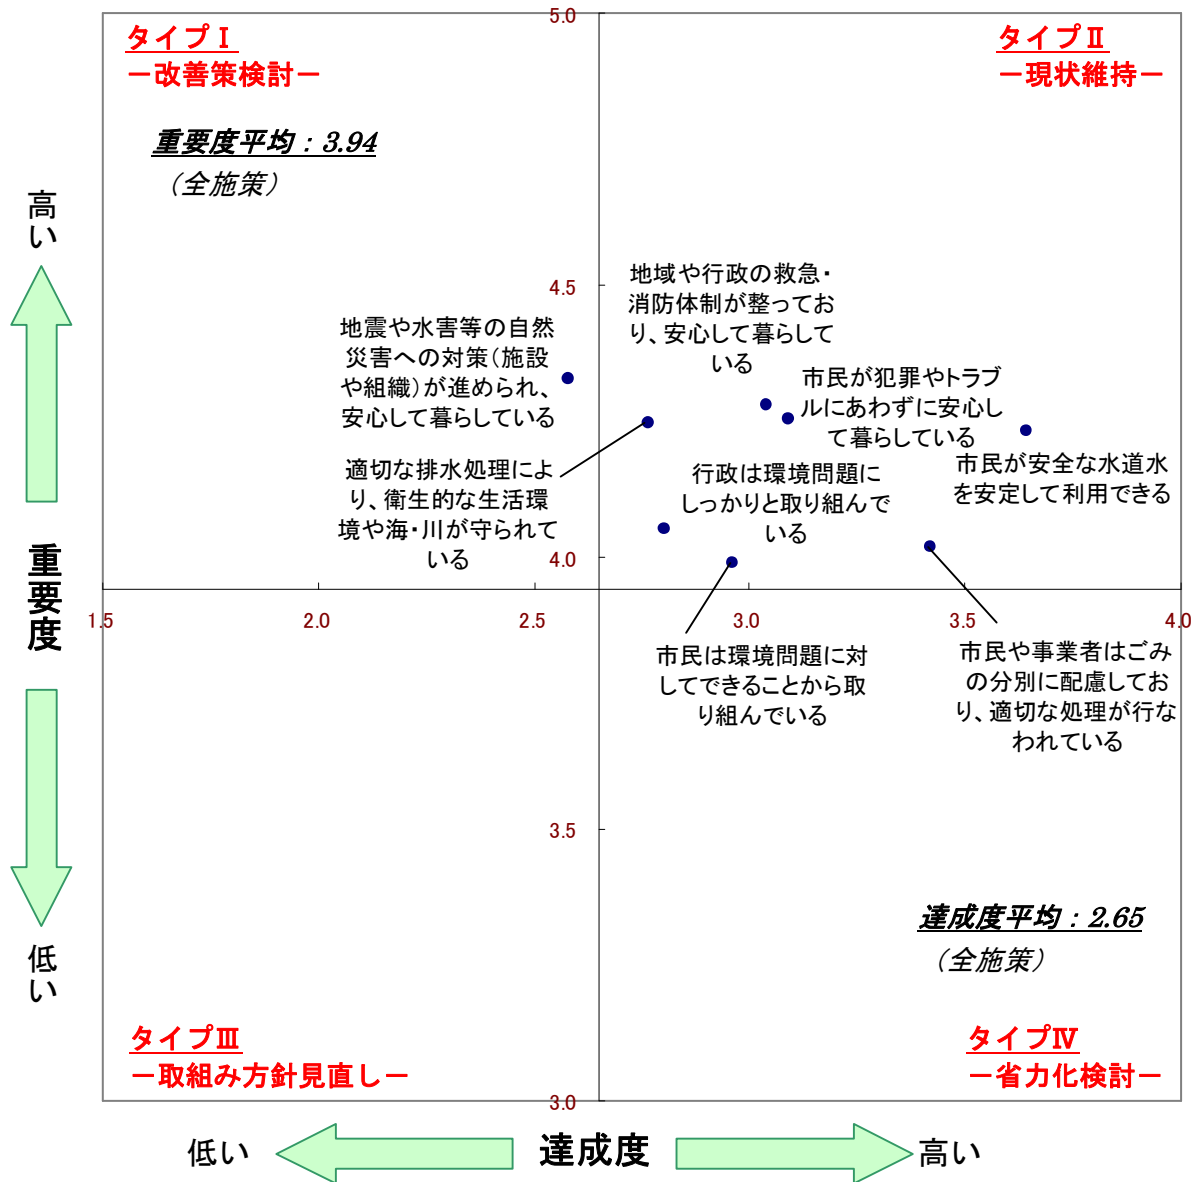 タイプⅠ
－改善策検討－
タイプⅡ
－現状維持－
重要度平均：3.94
（全施策）
5.0
4.5
4.0
3.5
3.0
1.5
2.0
2.5
3.0
3.5
4.0
高い
重要度
低い
地震や水害等の自然
災害への対策（施設
や組織）が進められ、
安心して暮らしている
地域や行政の救急・
消防体制が整ってお
り、安心して暮らして
いる
市民が犯罪やトラブ
ルにあわずに安心し
て暮らしている
市民が安全な水道水
を安定して利用できる
適切な排水処理によ
り、衛生的な生活環
境や海・川が守られて
いる
行政は環境問題に
しっかりと取り組んで
いる
市民は環境問題に対
してできることから取
り組んでいる
市民や事業者はごみ
の分別に配慮してお
り、適切な処理が行な
われている
達成度平均：2.65
（全施策）
タイプⅢ
－取組み方針見直し－
タイプⅣ
－省力化検討－
低い
達成度
高い